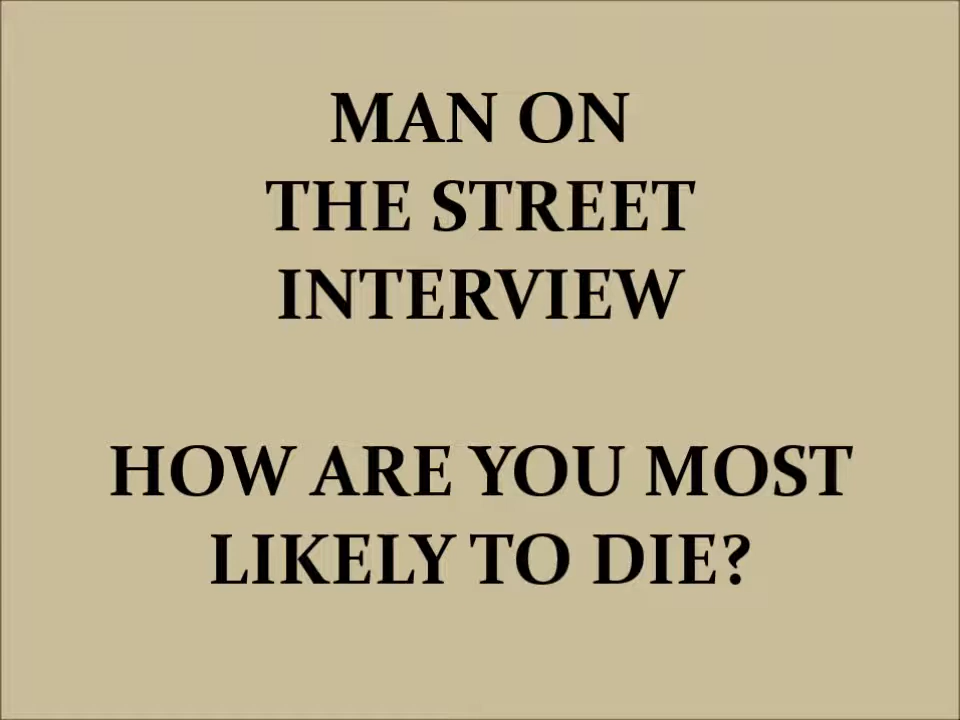 MAN ON
THE STREET
INTERVIEW
HOW ARE YOU MOST
LIKELY TO DIE?